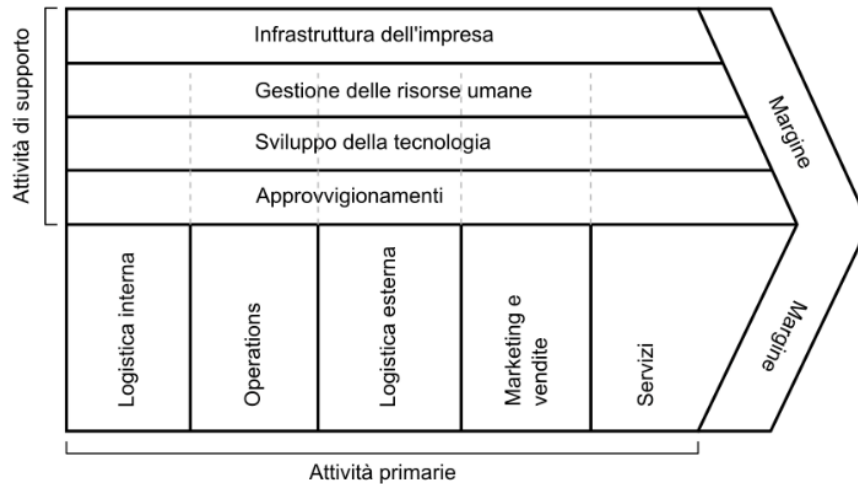 Attività di supporto
Infrastruttura dell'impresa
Gestione delle risorse umane
Sviluppo della tecnologia
Approvvigionamenti
Margine
Logistica interna
Operations
Logistica esterna
Marketing e
vendite
Servizi
Margine
Attività primarie